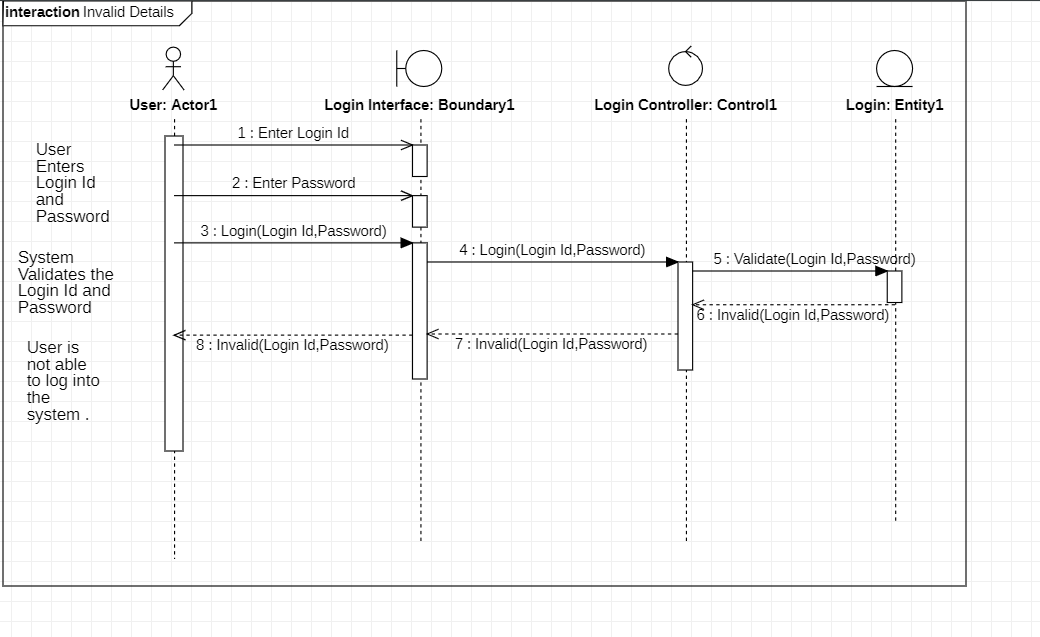 interaction Invalid Details
User: Actor1
Login Interface: Boundary1
Login Controller: Control1
Login: Entity1
1 : Enter Login Id
User
Enters
Login Id
and
Password
2 : Enter Password
3 : Login(Login Id,Password)
4 : Login(Login Id,Password)
5 : Validate(Login Id,Password)
System
Validates the
Login Id and
Password
6 : Invalid(Login Id,Password)
7 : Invalid(Login Id,Password)
8 : Invalid(Login Id,Password)
User is
not able
to log into
the
system .